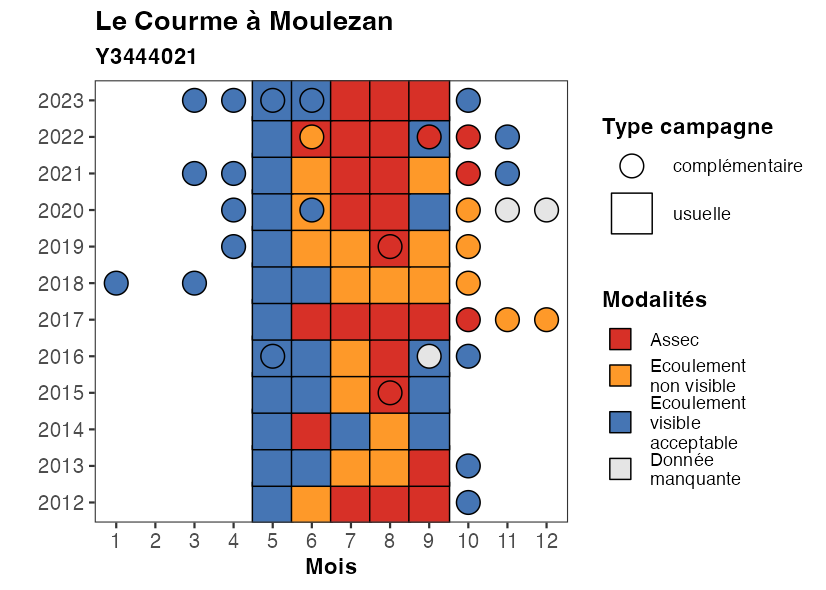 Le Courme à Moulezan
Y3444021
2023
2022
2021
2020
2019
2018
2017
2016
2015
2014
2013
2012
1 2 3 4 5 6 7 8 9 10 11 12
Mois
Type campagne
complémentaire
usuelle
Modalités
Assec
Ecoulement
non visible
Ecoulement
visible
acceptable
Donnée
manquante